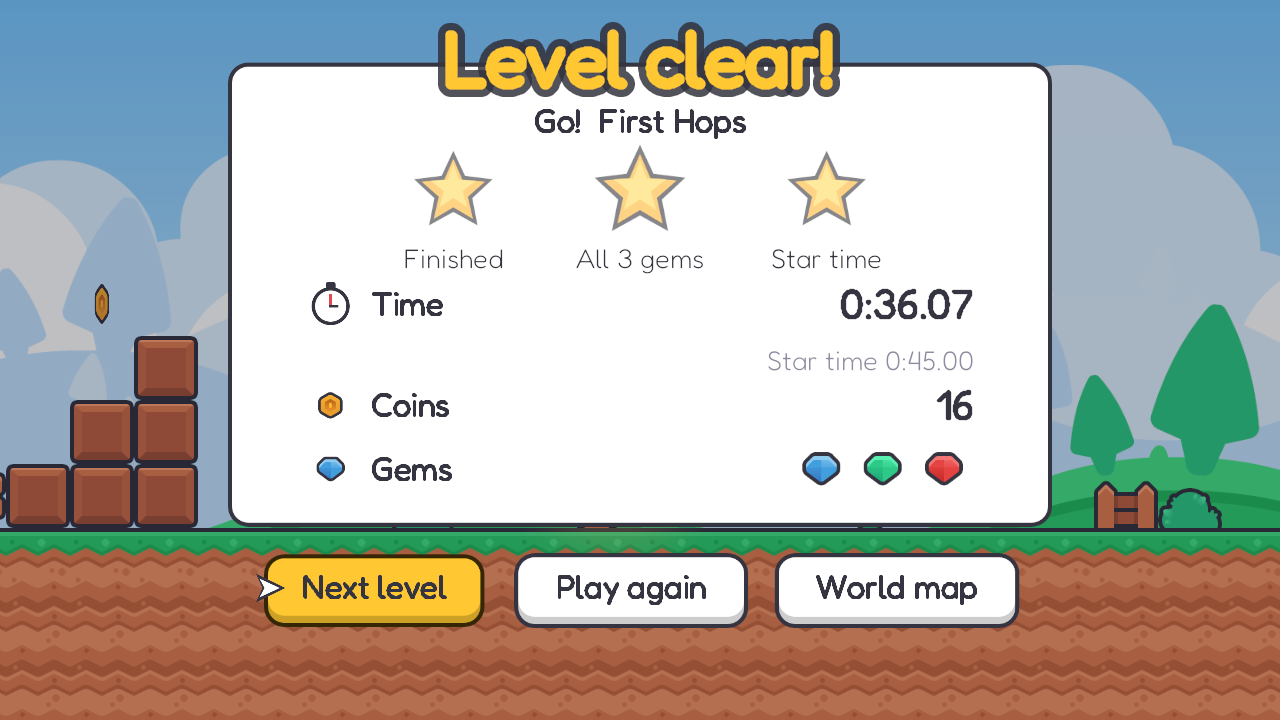 Level clear!
Go! First Hops
Finished All 3 gems Star time
Time 0:36.07
Star time 0:45.00
Coins 16
Gems
Next level Play again World map